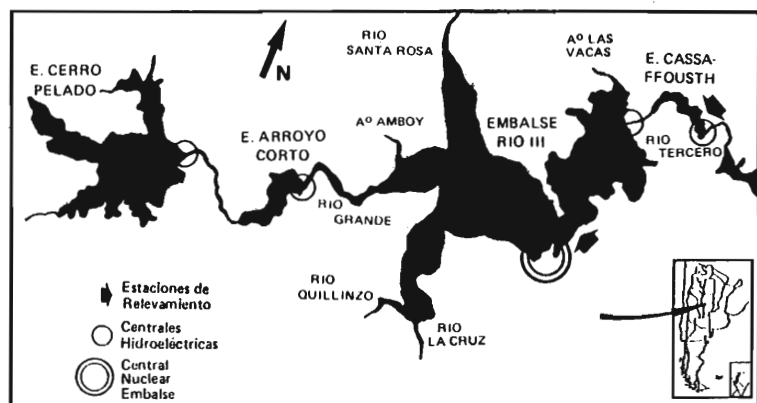 RIO
SANTA ROSA
Aº LAS
VACAS
E. CERRO
PELADO
N
E. CASSA-
FFOUSTH
Aº AMBOY
EMBALSE
RIO III
E. ARROYO
CORTO
RIO
TERCERO
RIO
GRANDE
RIO
QUILLINZO
RIO
LA CRUZ
Estaciones de
Relevamiento
Centrales
Hidroeléctricas
Central
Nuclear
Embalse